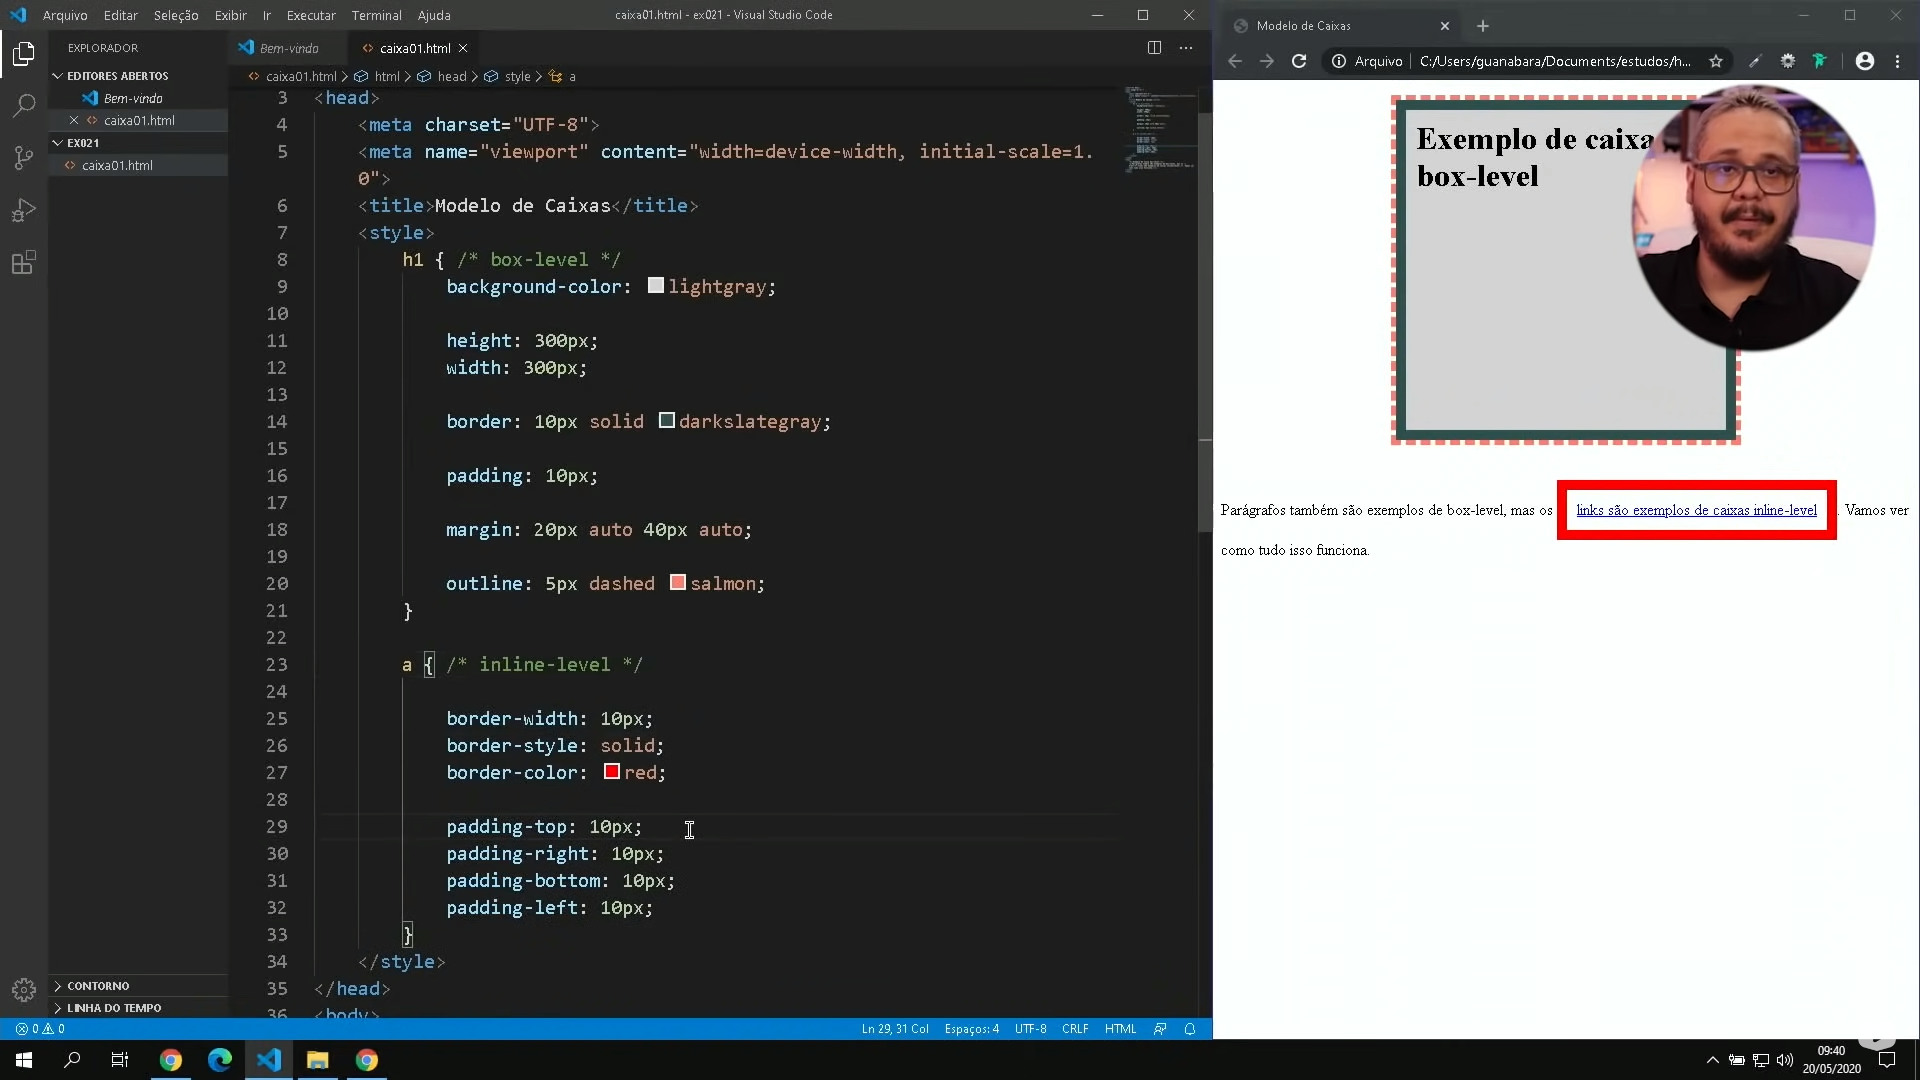 Arquivo Editar Seleção Exibir Ir Executar Terminal Ajuda
caixa01.html - ex021 - Visual Studio Code
EXPLORADOR
EDITORES ABERTOS
Bem-vindo
caixa01.html
EX021
caixa01.html
CONTORNO
LINHA DO TEMPO
Bem-vindo
caixa01.html
caixa01.html > html > head > style > a
3 <head>
4 <meta charset="UTF-8">
5 <meta name="viewport" content="width=device-width, initial-scale=1.
0">
6 <title>Modelo de Caixas</title>
7 <style>
8 h1 { /* box-level */
9 background-color: lightgray;
10
11 height: 300px;
12 width: 300px;
13
14 border: 10px solid darkslategray;
15
16 padding: 10px;
17
18 margin: 20px auto 40px auto;
19
20 outline: 5px dashed salmon;
21 }
22
23 a { /* inline-level */
24
25 border-width: 10px;
26 border-style: solid;
27 border-color: red;
28
29 padding-top: 10px;
30 padding-right: 10px;
31 padding-bottom: 10px;
32 padding-left: 10px;
33 }
34 </style>
35 </head>
36 <body>
0 0
Ln 29, 31 Col Espaços: 4 UTF-8 CRLF HTML
Modelo de Caixas
Arquivo | C:/Users/guanabara/Documents/estudos/h...
Exemplo de caixa
box-level
Parágrafos também são exemplos de box-level, mas os links são exemplos de caixas inline-level . Vamos ver
como tudo isso funciona.
09:40
20/05/2020